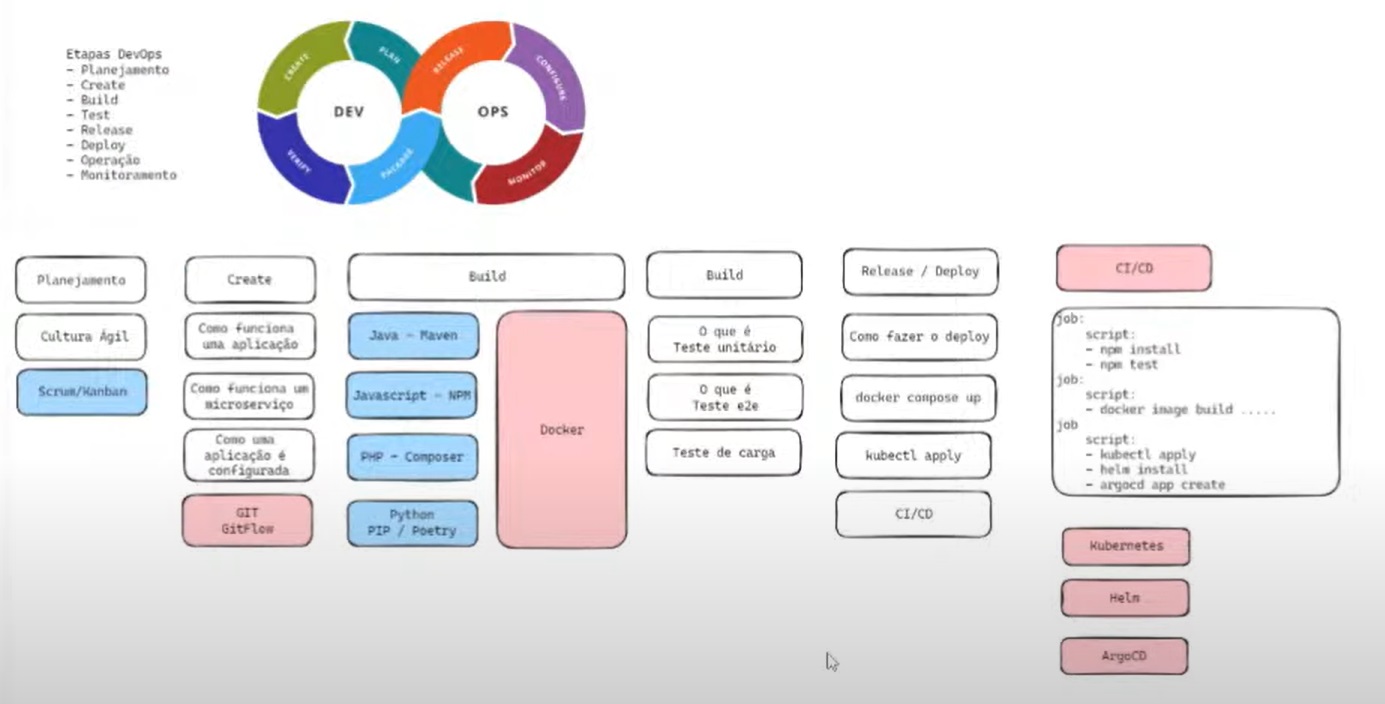 Etapas DevOps
- Planejamento
- Create
- Build
- Test
- Release
- Deploy
- Operação
- Monitoramento
CREATE
PLAN
RELEASE
CONFIGURE
DEV
OPS
VERIFY
PACKAGE
MONITOR
Planejamento
Cultura Ágil
Scrum/Kanban
Create
Como funciona
uma aplicação
Como funciona um
microserviço
Como uma
aplicação é
configurada
GIT
GitFlow
Build
Java - Maven
Javascript - NPM
PHP - Composer
Python
PIP / Poetry
Docker
Build
O que é
Teste unitário
O que é
Teste e2e
Teste de carga
Release / Deploy
Como fazer o deploy
docker compose up
kubectl apply
CI/CD
CI/CD
job:
script:
- npm install
- npm test
job:
script:
- docker image build .....
job
script:
- kubectl apply
- helm install
- argocd app create
Kubernetes
Helm
ArgoCD